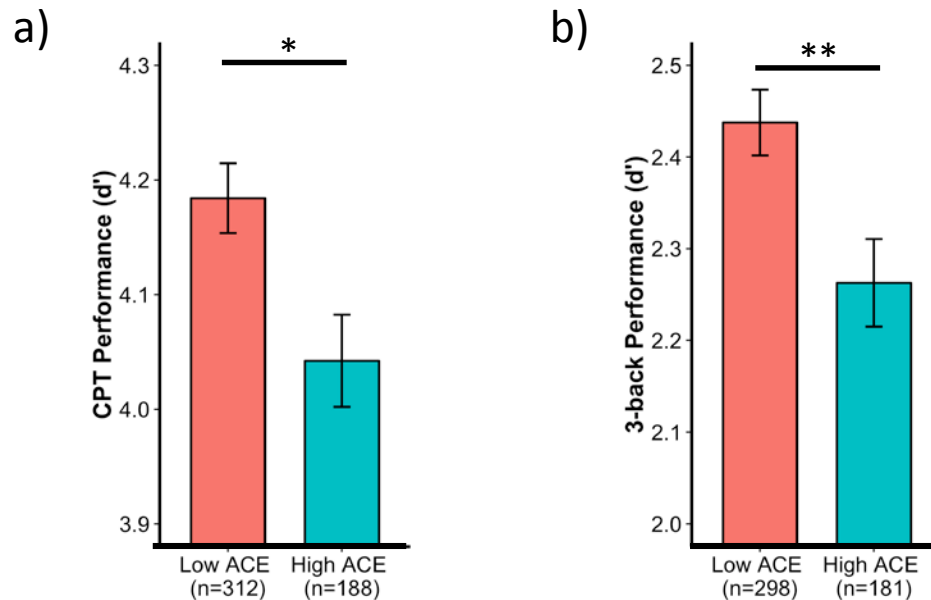 a)
*
CPT Performance (d')
4.3
4.2
4.1
4.0
3.9
Low ACE
(n=312)
High ACE
(n=188)
b)
**
3-back Performance (d')
2.5
2.4
2.3
2.2
2.1
2.0
Low ACE
(n=298)
High ACE
(n=181)